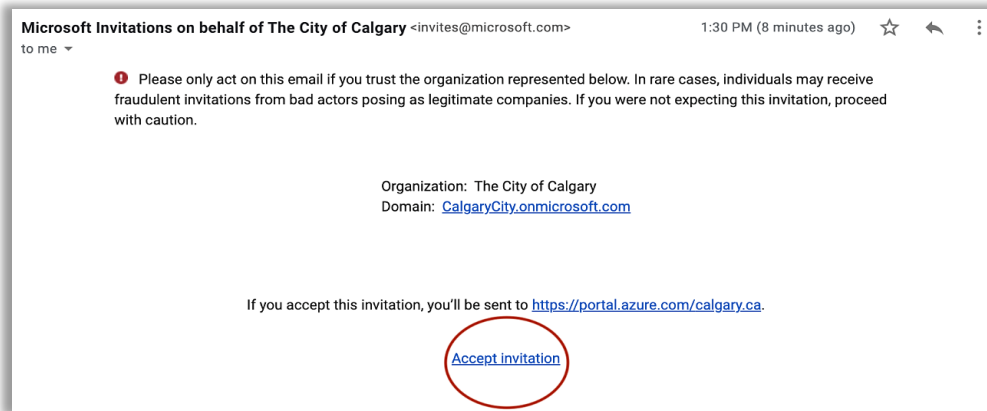 Microsoft Invitations on behalf of The City of Calgary <invites@microsoft.com> 1:30 PM (8 minutes ago)
to me
Please only act on this email if you trust the organization represented below. In rare cases, individuals may receive
fraudulent invitations from bad actors posing as legitimate companies. If you were not expecting this invitation, proceed
with caution.
Organization: The City of Calgary
Domain: CalgaryCity.onmicrosoft.com
If you accept this invitation, you’ll be sent to https://portal.azure.com/calgary.ca.
Accept invitation